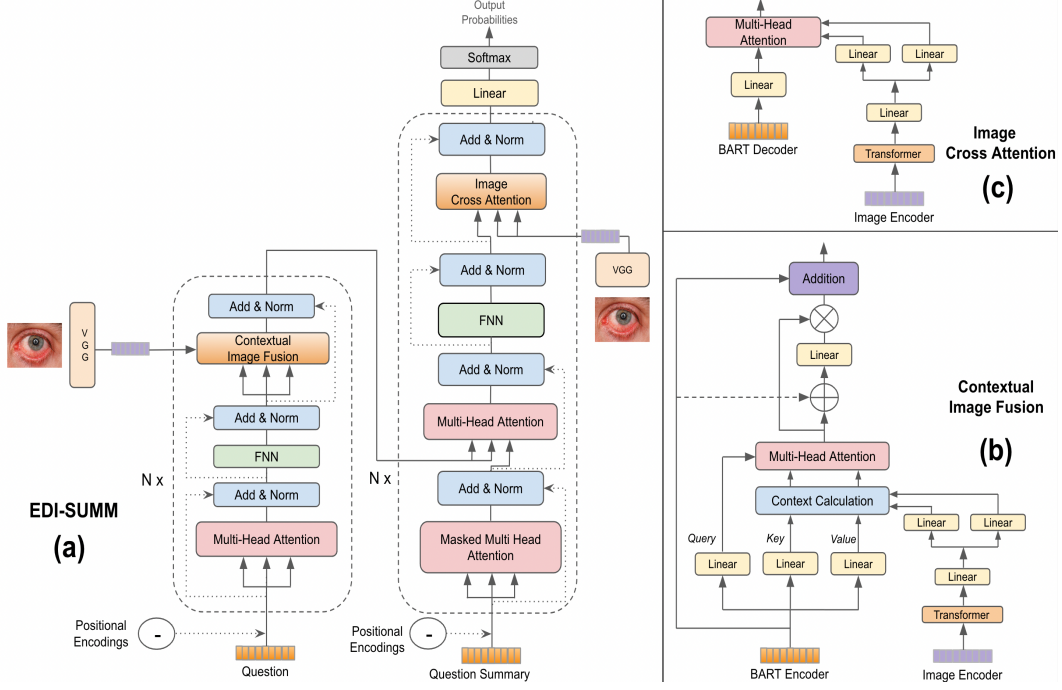 Output
Probabilities
Softmax
Linear
Add & Norm
Image
Cross Attention
Add & Norm
VGG
FNN
Add & Norm
Multi-Head Attention
N x
Add & Norm
Masked Multi Head
Attention
Positional
Encodings
-
Question Summary
Add & Norm
V
G
G
Contextual
Image Fusion
Add & Norm
FNN
N x
Add & Norm
EDI-SUMM
(a)
Multi-Head Attention
Positional
Encodings
-
Question
Multi-Head
Attention
Linear
Linear
Linear
Linear
BART Decoder
Transformer
Image
Cross Attention
(c)
Image Encoder
Addition
Linear
Contextual
Image Fusion
(b)
Multi-Head Attention
Context Calculation
Query
Key
Value
Linear
Linear
Linear
Linear
Linear
Linear
Transformer
BART Encoder
Image Encoder